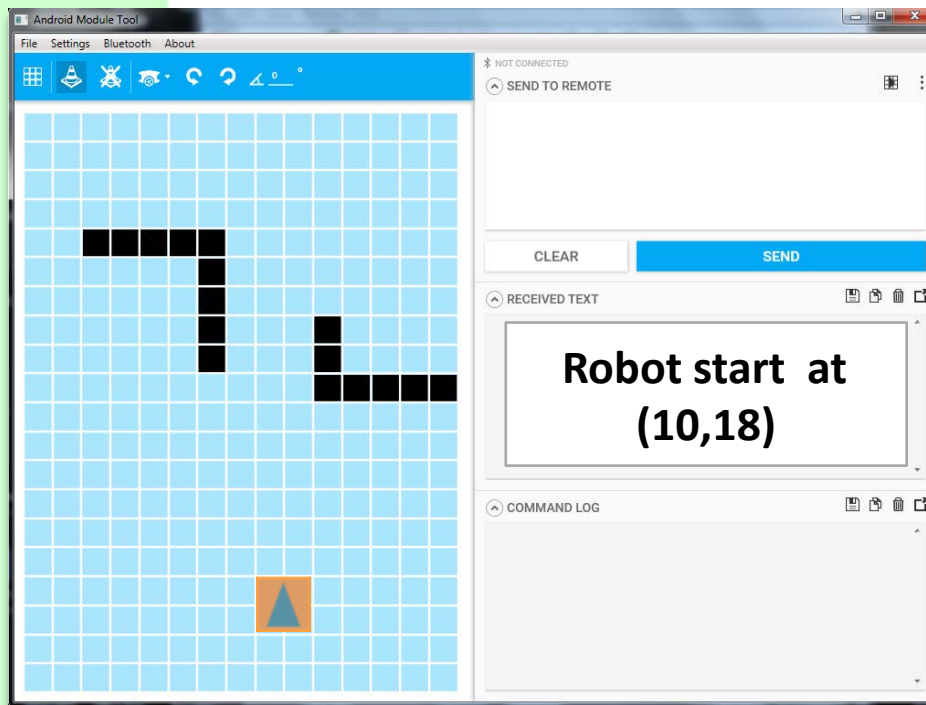 Android Module Tool
File Settings Bluetooth About
0 °
NOT CONNECTED
SEND TO REMOTE
CLEAR SEND
RECEIVED TEXT
Robot start at
(10,18)
COMMAND LOG